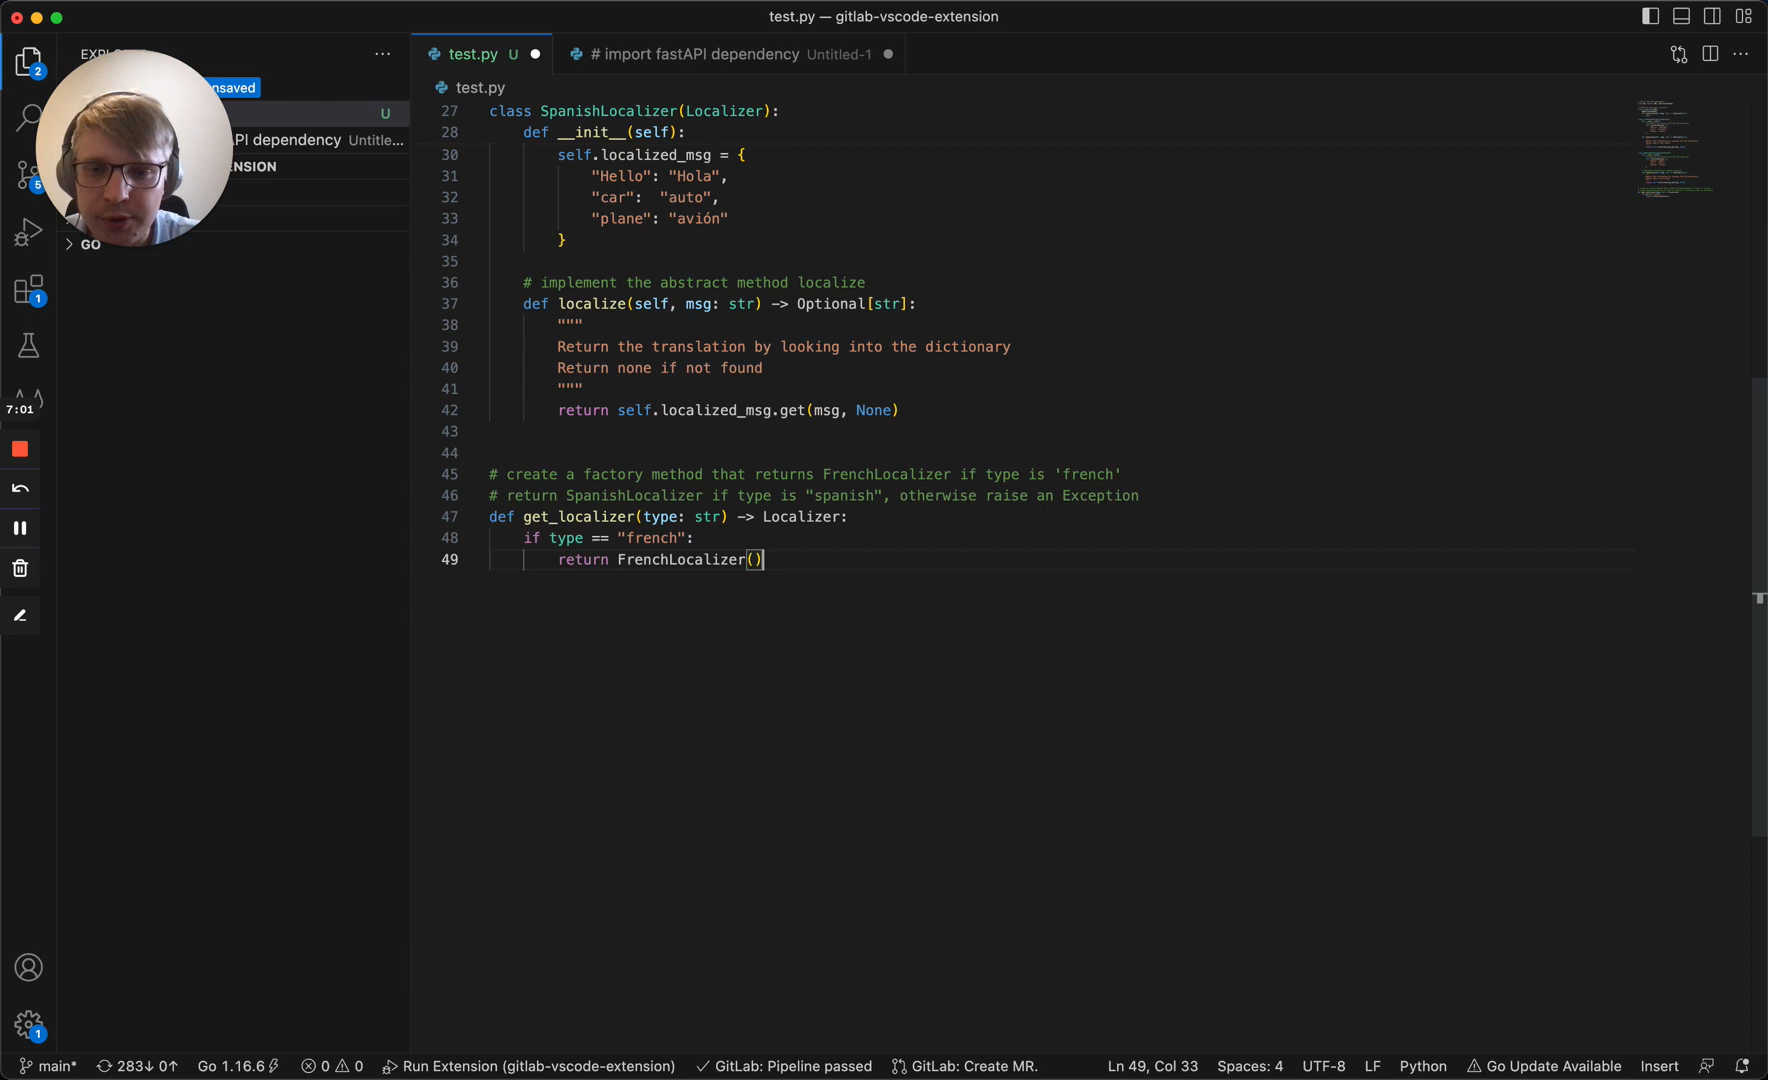 test.py — gitlab-vscode-extension
EXPL
2
nsaved
U
API dependency Untitle...
ENSION
5
GO
1
7:01
1
test.py U
# import fastAPI dependency Untitled-1
test.py
27 class SpanishLocalizer(Localizer):
28 def __init__(self):
30 self.localized_msg = {
31 "Hello": "Hola",
32 "car": "auto",
33 "plane": "avión"
34 }
35
36 # implement the abstract method localize
37 def localize(self, msg: str) -> Optional[str]:
38 """
39 Return the translation by looking into the dictionary
40 Return none if not found
41 """
42 return self.localized_msg.get(msg, None)
43
44
45 # create a factory method that returns FrenchLocalizer if type is 'french'
46 # return SpanishLocalizer if type is "spanish", otherwise raise an Exception
47 def get_localizer(type: str) -> Localizer:
48 if type == "french":
49 return FrenchLocalizer()
main* 283↓ 0↑ Go 1.16.6 0 0 Run Extension (gitlab-vscode-extension) GitLab: Pipeline passed GitLab: Create MR. Ln 49, Col 33 Spaces: 4 UTF-8 LF Python Go Update Available Insert